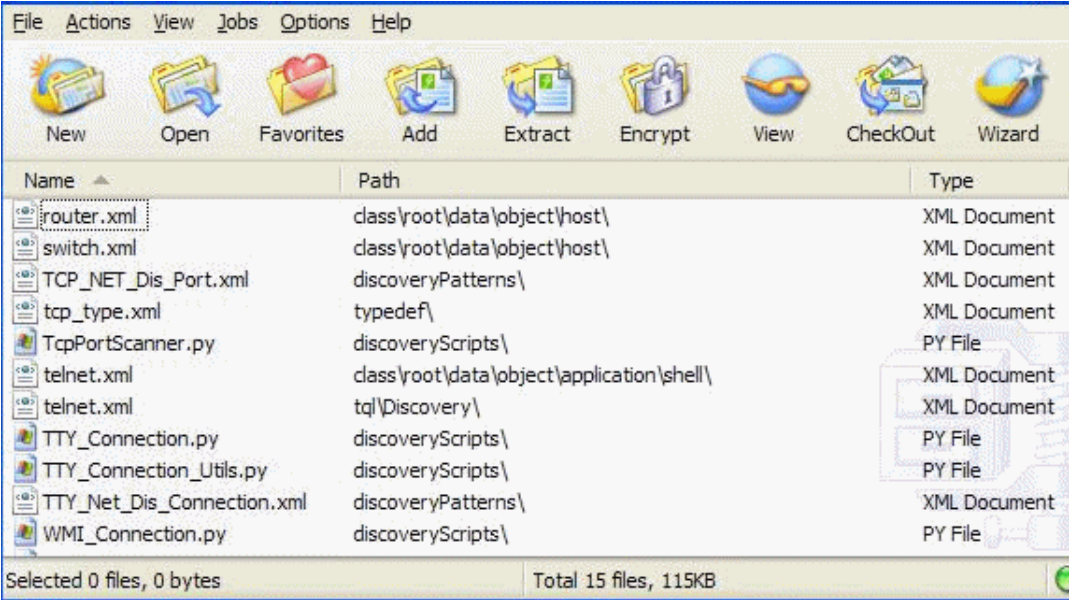 File Actions View Jobs Options Help
New Open Favorites Add Extract Encrypt View CheckOut Wizard
Name Path Type
router.xml class\root\data\object\host\ XML Document
switch.xml class\root\data\object\host\ XML Document
TCP_NET_Dis_Port.xml discoveryPatterns\ XML Document
tcp_type.xml typedef\ XML Document
TcpPortScanner.py discoveryScripts\ PY File
telnet.xml class\root\data\object\application\shell\ XML Document
telnet.xml tql\Discovery\ XML Document
TTY_Connection.py discoveryScripts\ PY File
TTY_Connection_Utils.py discoveryScripts\ PY File
TTY_Net_Dis_Connection.xml discoveryPatterns\ XML Document
WMI_Connection.py discoveryScripts\ PY File
Selected 0 files, 0 bytes Total 15 files, 115KB